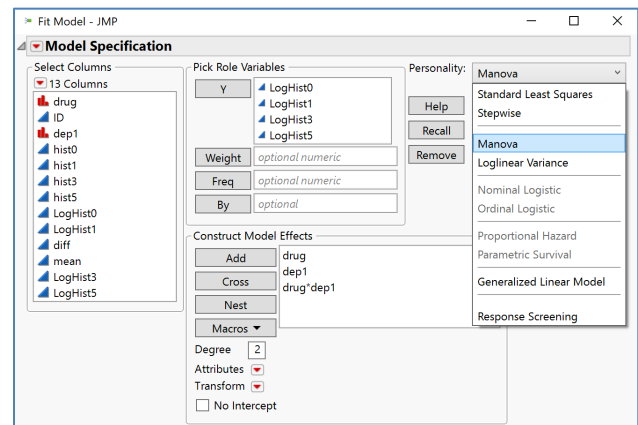 Fit Model - JMP
Model Specification
Select Columns
13 Columns
drug
ID
dep1
hist0
hist1
hist3
hist5
LogHist0
LogHist1
diff
mean
LogHist3
LogHist5
Pick Role Variables
Y
LogHist0
LogHist1
LogHist3
LogHist5
Weight optional numeric
Freq optional numeric
By optional
Personality: Manova
Help
Recall
Remove
Standard Least Squares
Stepwise
Manova
Loglinear Variance
Nominal Logistic
Ordinal Logistic
Proportional Hazard
Parametric Survival
Generalized Linear Model
Response Screening
Construct Model Effects
Add
Cross
Nest
Macros
drug
dep1
drug*dep1
Degree 2
Attributes
Transform
No Intercept